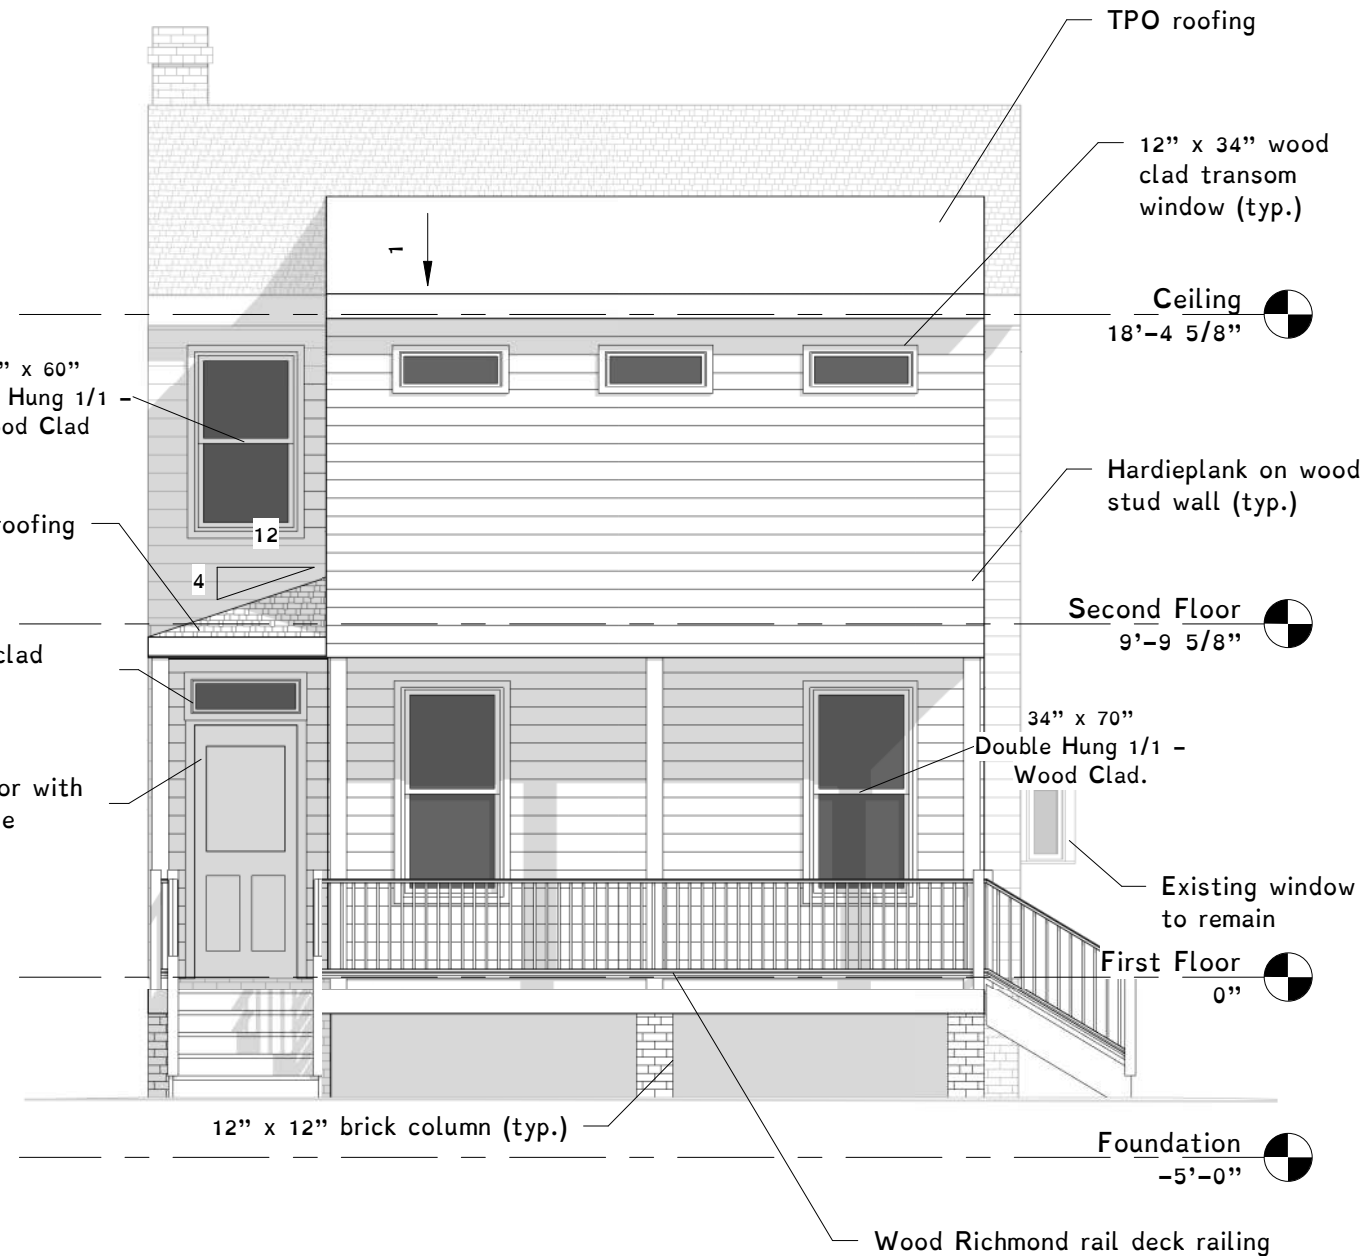 TPO roofing
12” x 34” wood
clad transom
window (typ.)
1
Ceiling
18’–4 5/8”
” x 60”
Hung 1/1 –
od Clad
Hardieplank on wood
stud wall (typ.)
oofing
12
4
Second Floor
9’–9 5/8”
clad
34” x 70”
Double Hung 1/1 –
Wood Clad.
or with
e
Existing window
to remain
First Floor
0”
12” x 12” brick column (typ.)
Foundation
–5’–0”
Wood Richmond rail deck railing